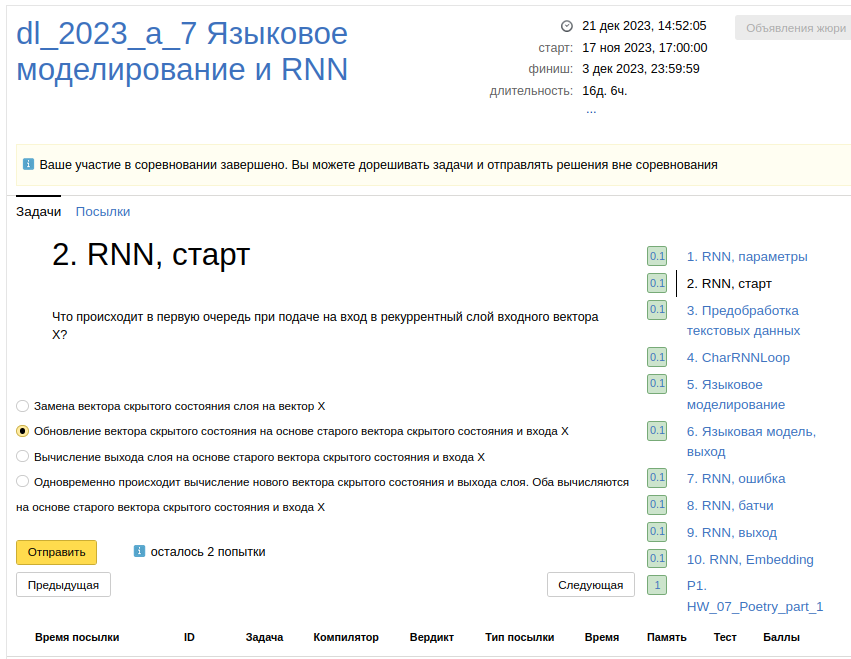 dl_2023_a_7 Языковое
моделирование и RNN
21 дек 2023, 14:52:05
старт: 17 ноя 2023, 17:00:00
финиш: 3 дек 2023, 23:59:59
длительность: 16д. 6ч.
...
Объявления жюри
Ваше участие в соревновании завершено. Вы можете дорешивать задачи и отправлять решения вне соревнования
Задачи Посылки
2. RNN, старт
Что происходит в первую очередь при подаче на вход в рекуррентный слой входного вектора
X?
Замена вектора скрытого состояния слоя на вектор X
Обновление вектора скрытого состояния на основе старого вектора скрытого состояния и входа X
Вычисление выхода слоя на основе старого вектора скрытого состояния и входа X
Одновременно происходит вычисление нового вектора скрытого состояния и выхода слоя. Оба вычисляются
на основе старого вектора скрытого состояния и входа X
Отправить
осталось 2 попытки
Предыдущая
Следующая
0.1 1. RNN, параметры
0.1 2. RNN, старт
0.1 3. Предобработка
текстовых данных
0.1 4. CharRNNLoop
0.1 5. Языковое
моделирование
0.1 6. Языковая модель,
выход
0.1 7. RNN, ошибка
0.1 8. RNN, батчи
0.1 9. RNN, выход
0.1 10. RNN, Embedding
1 P1.
HW_07_Poetry_part_1
Время посылки ID Задача Компилятор Вердикт Тип посылки Время Память Тест Баллы